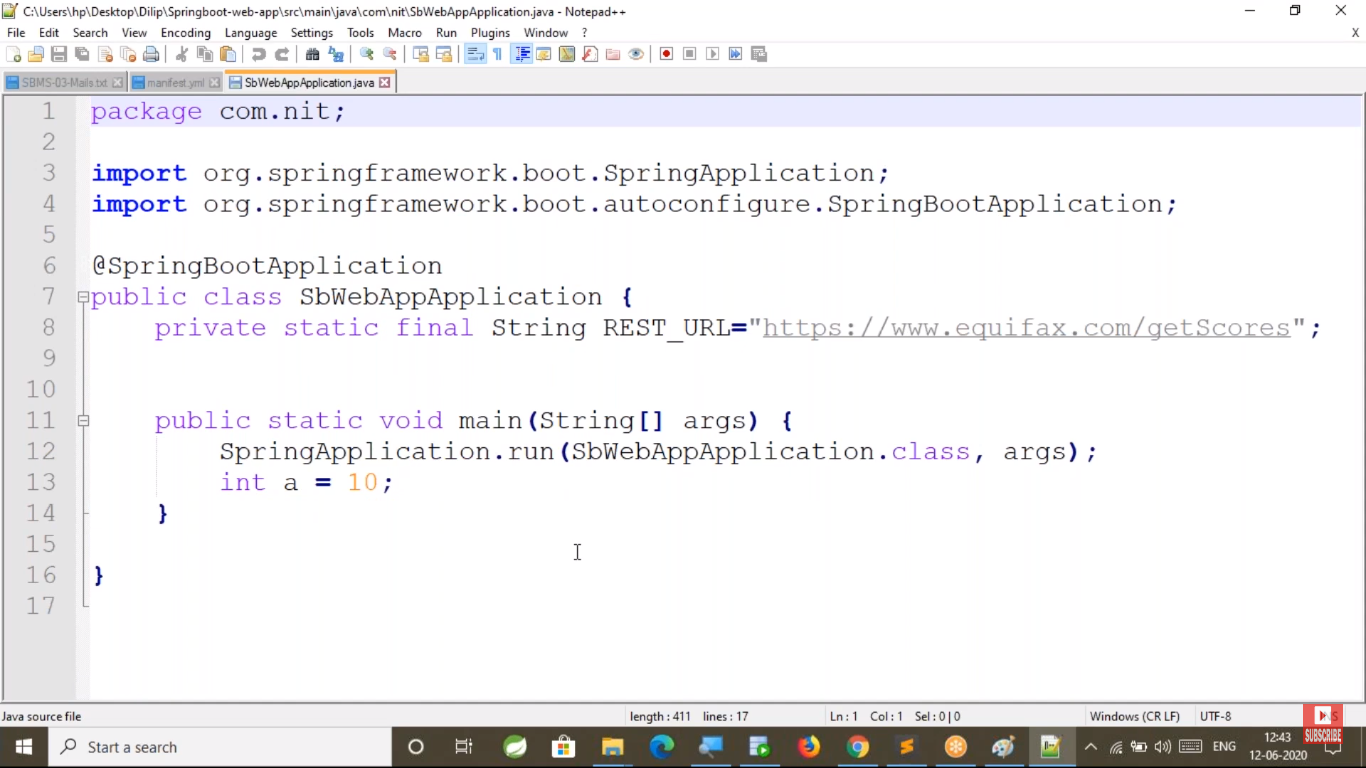 C:\Users\hp\Desktop\Dilip\Springboot-web-app\src\main\java\com\nit\SbWebAppApplication.java - Notepad++
File Edit Search View Encoding Language Settings Tools Macro Run Plugins Window ? X
SBMS-03-Mails.txt manifest.yml SbWebAppApplication.java
1 package com.nit;
2
3 import org.springframework.boot.SpringApplication;
4 import org.springframework.boot.autoconfigure.SpringBootApplication;
5
6 @SpringBootApplication
7 public class SbWebAppApplication {
8 private static final String REST_URL="https://www.equifax.com/getScores";
9
10
11 public static void main(String[] args) {
12 SpringApplication.run(SbWebAppApplication.class, args);
13 int a = 10;
14 }
15
16 }
17
Java source file length : 411 lines : 17 Ln : 1 Col : 1 Sel : 0 | 0 Windows (CR LF) UTF-8
SUBSCRIBE
Start a search ENG 12:43
12-06-2020